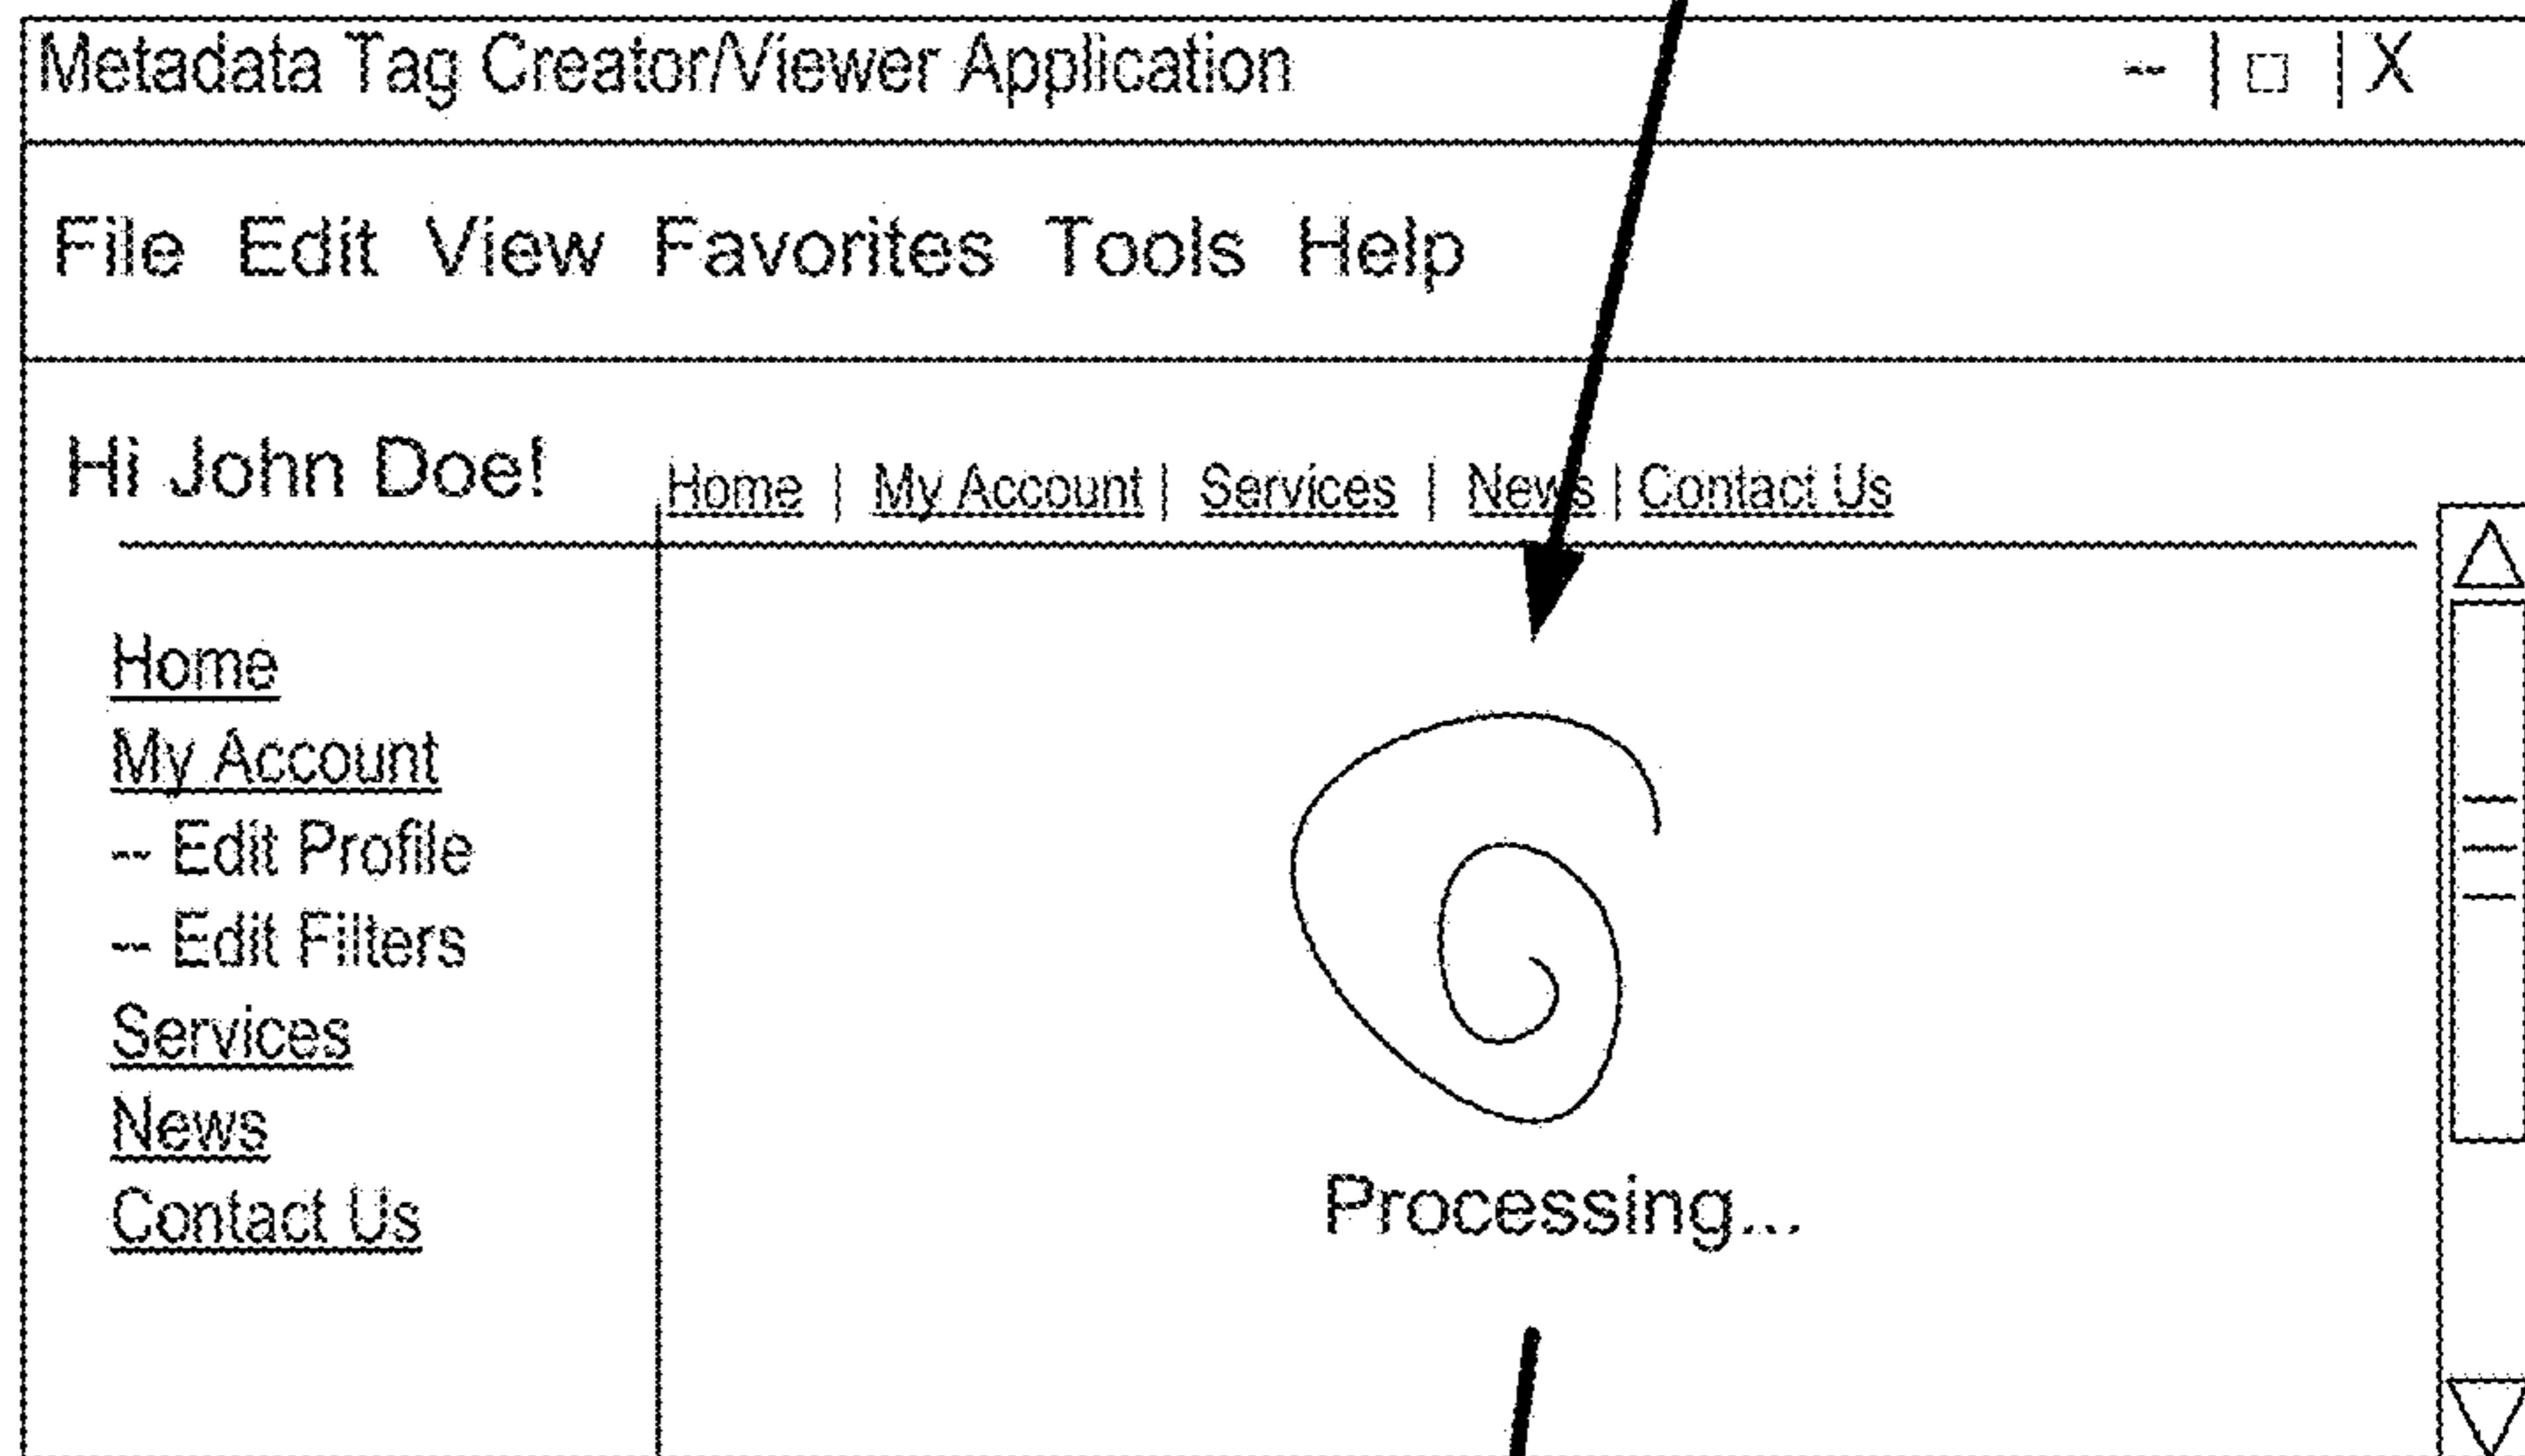 Metadata Tag Creator/Viewer Application -- | □ | X
File Edit View Favorites Tools Help
Hi John Doe!
Home | My Account | Services | News | Contact Us
Home
My Account
-- Edit Profile
-- Edit Filters
Services
News
Contact Us
Processing...